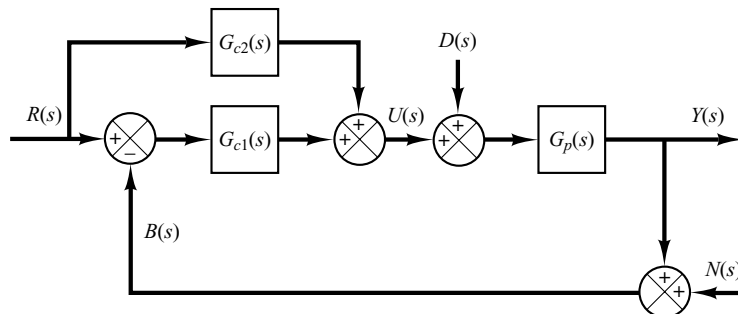 G_{c2}(s)
D(s)
R(s)
+
−
G_{c1}(s)
+
+
U(s)
+
+
G_p(s)
Y(s)
B(s)
+
+
N(s)